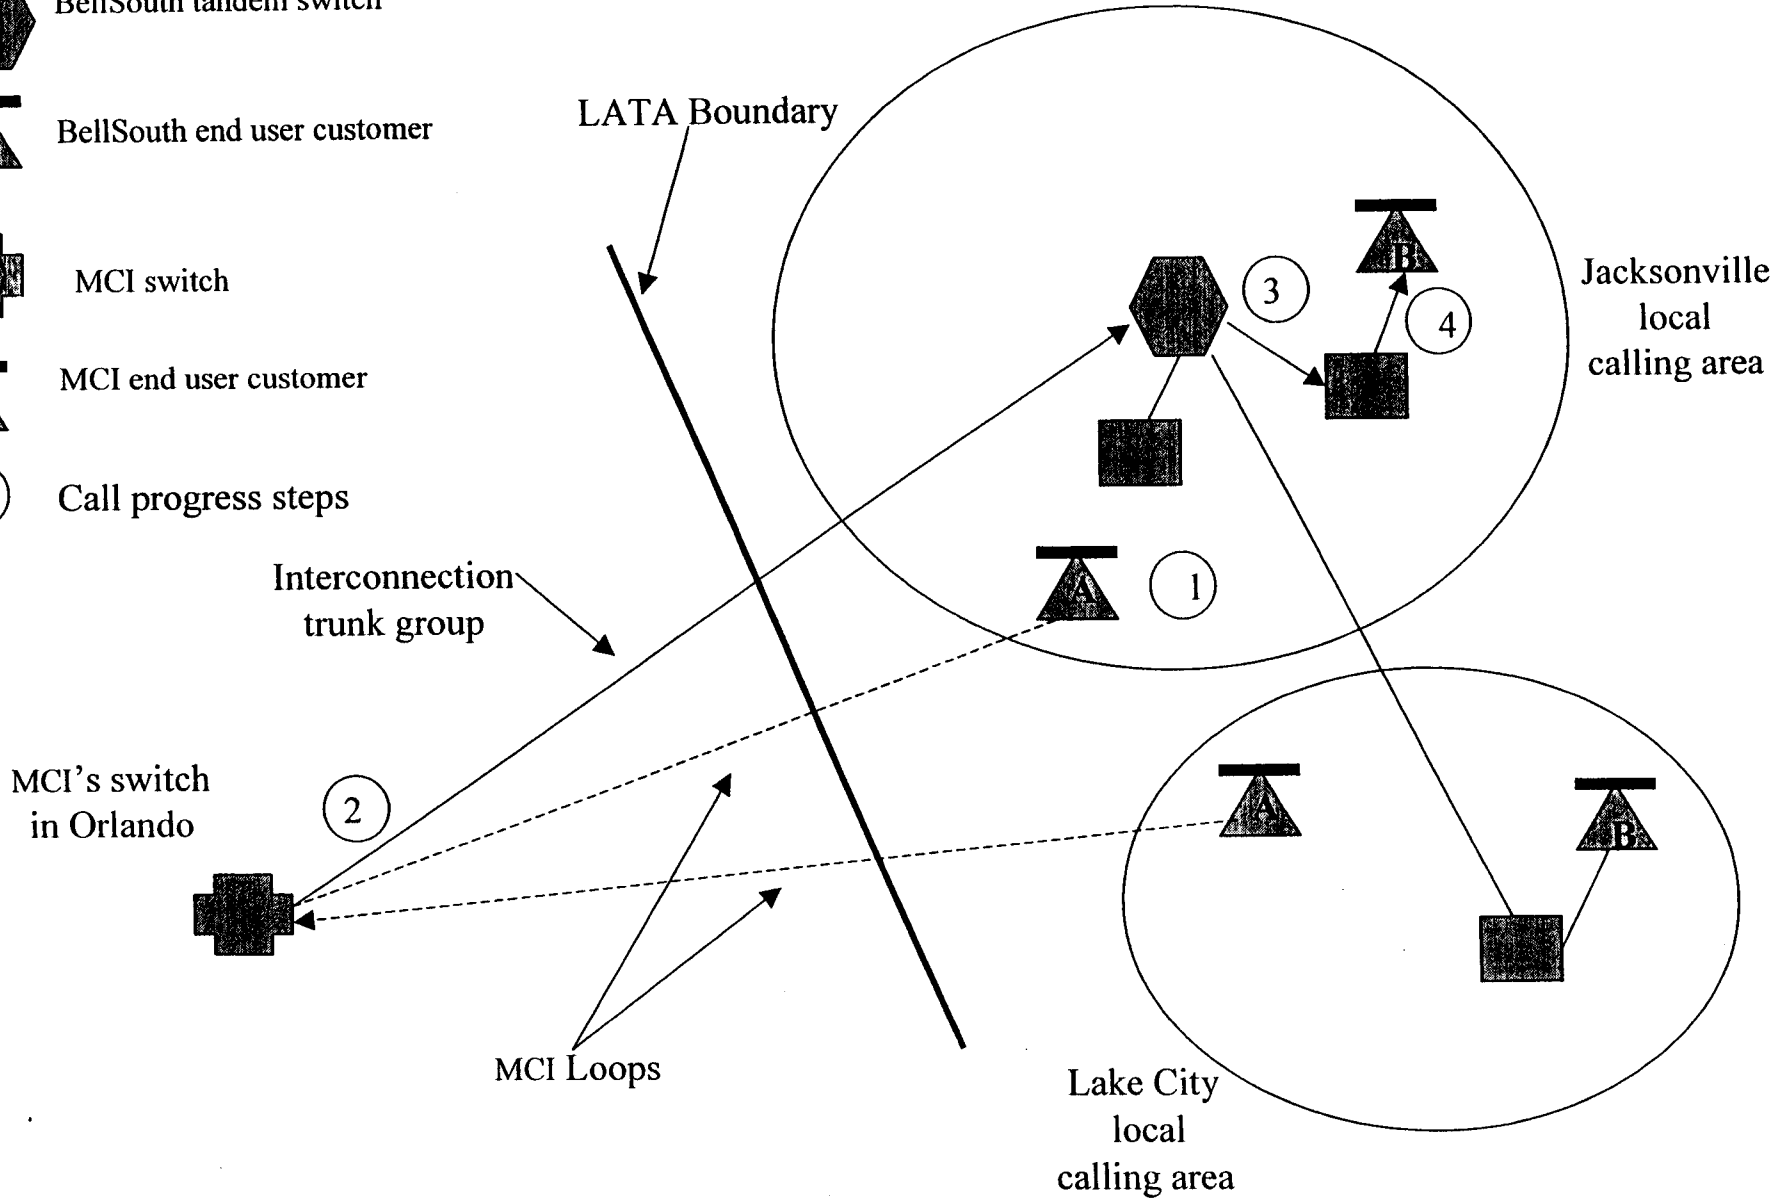 BellSouth tandem switch
BellSouth end user customer
MCI switch
MCI end user customer
Call progress steps
LATA Boundary
Jacksonville
local
calling area
B
3
4
A
1
Interconnection
trunk group
MCI's switch
in Orlando
2
A
B
MCI Loops
Lake City
local
calling area